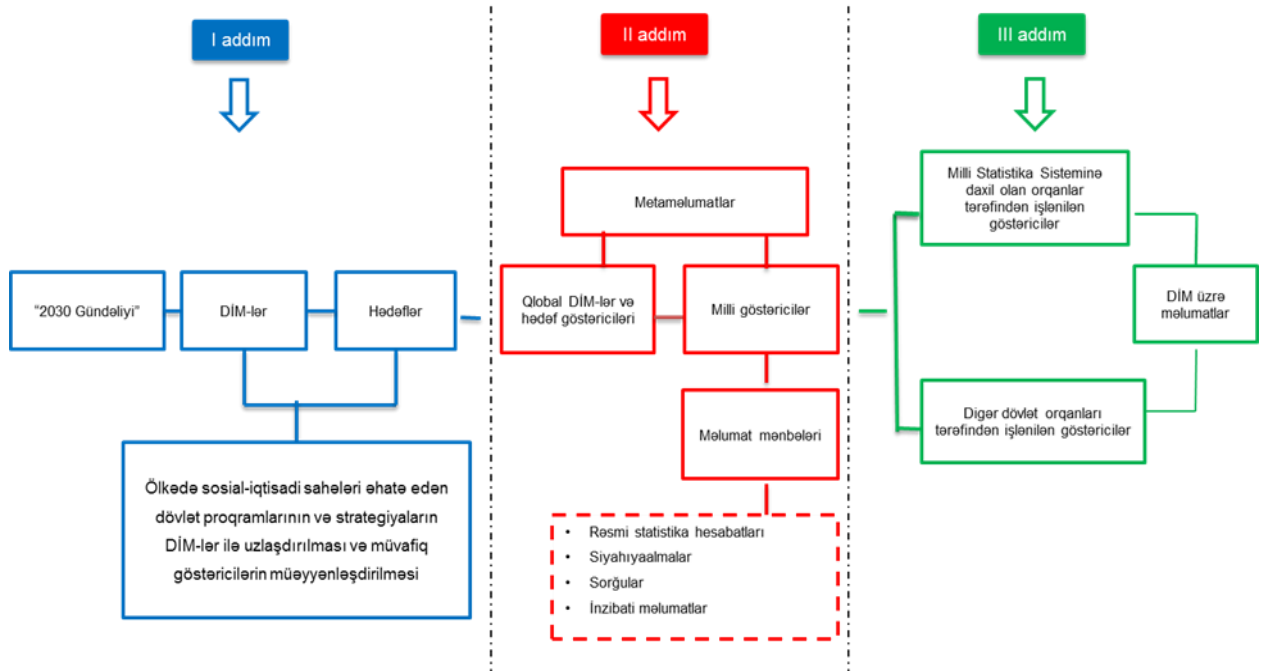 I addım
II addım
III addım
"2030 Gündəliyi"
DİM-lər
Hədəflər
Ölkədə sosial-iqtisadi sahələri əhatə edən
dövlət proqramlarının və strategiyaların
DİM-lər ilə uzlaşdırılması və müvafiq
göstəricilərin müəyyənləşdirilməsi
Metaməlumatlar
Qlobal DİM-lər və
hədəf göstəriciləri
Milli göstəricilər
Məlumat mənbələri
• Rəsmi statistika hesabatları
• Siyahıyaalmalar
• Sorğular
• İnzibati məlumatlar
Milli Statistika Sisteminə
daxil olan orqanlar
tərəfindən işlənilən
göstəricilər
DİM üzrə
məlumatlar
Digər dövlət orqanları
tərəfindən işlənilən göstəricilər